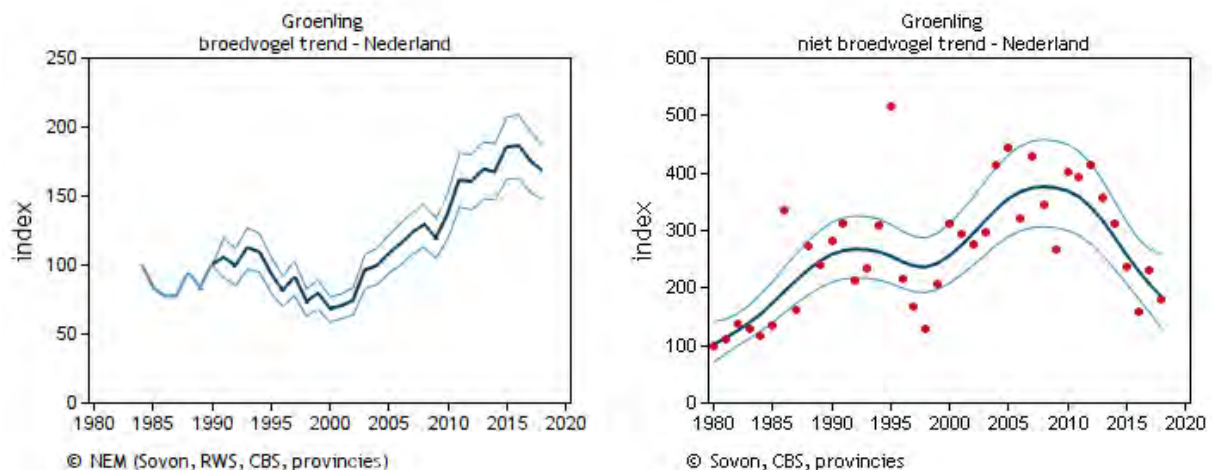 Groenling
broedvogel trend - Nederland
250
200
150
100
50
0
index
1980 1985 1990 1995 2000 2005 2010 2015 2020
© NEM (Sovon, RWS, CBS, provincies)
Groenling
niet broedvogel trend - Nederland
600
500
400
300
200
100
0
index
1980 1985 1990 1995 2000 2005 2010 2015 2020
© Sovon, CBS, provincies